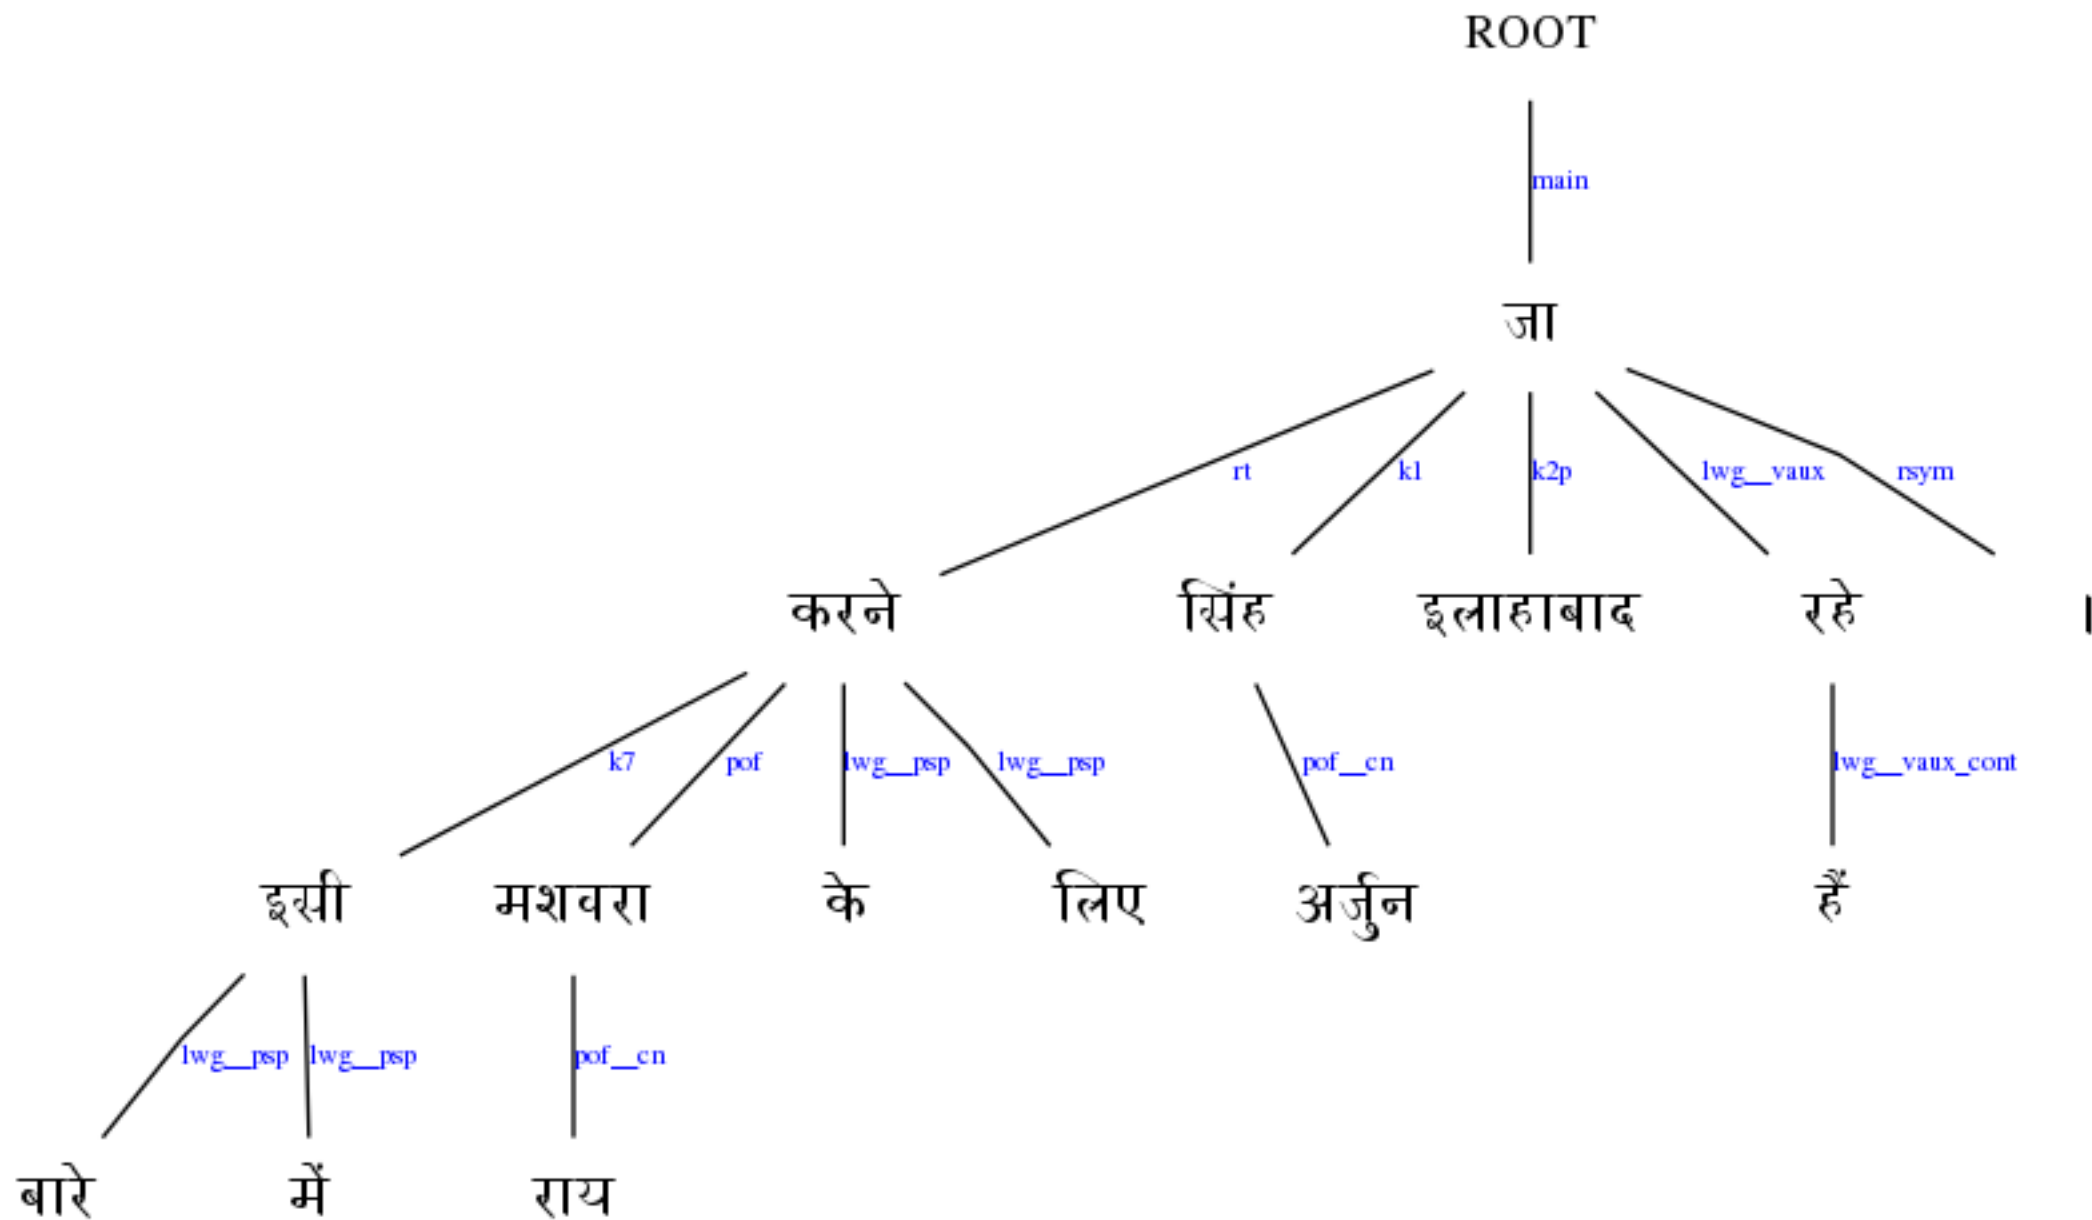 ROOT
main
जा
rt k1 k2p lwg__vaux rsym
करने सिंह इलाहाबाद रहे ।
k7 pof lwg__psp lwg__psp pof__cn lwg__vaux_cont
इसी मशवरा के लिए अर्जुन हैं
lwg__psp lwg__psp pof__cn
बारे में राय